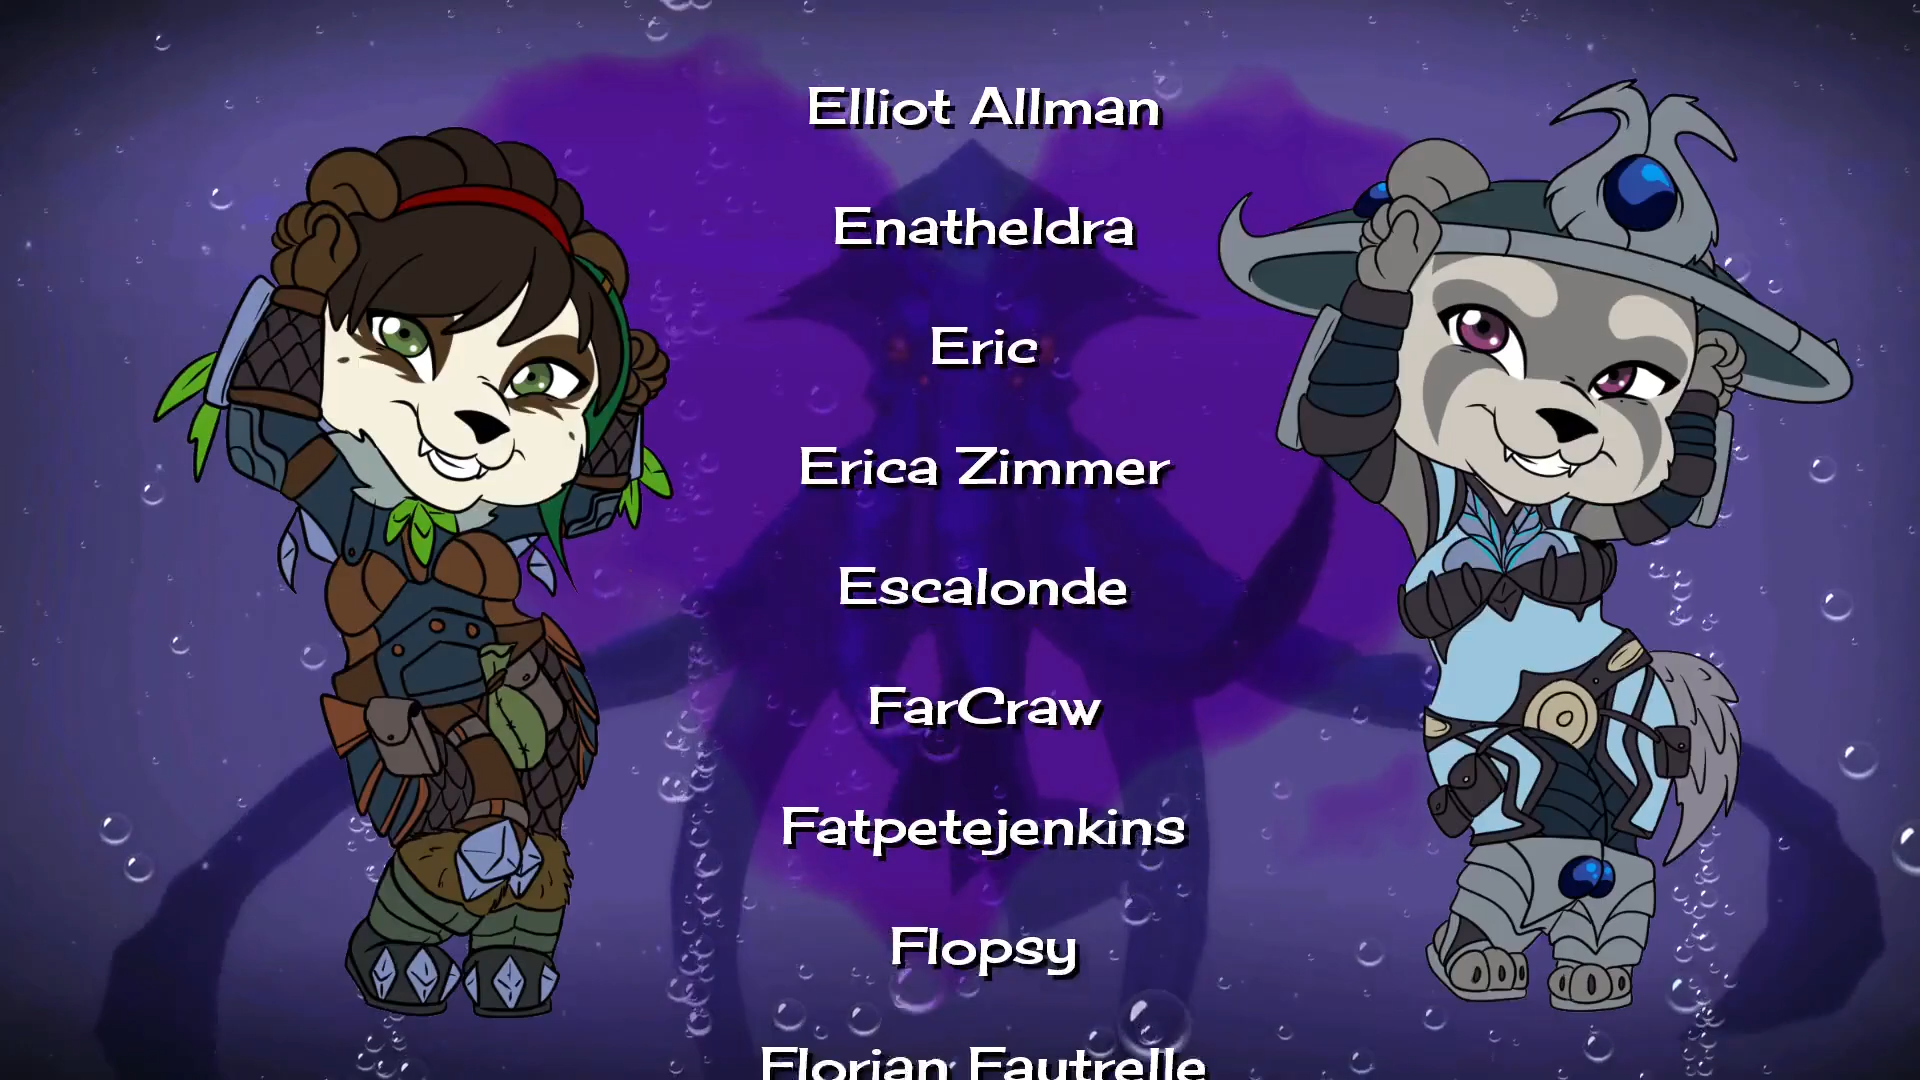 Elliot Allman
Enatheldra
Eric
Erica Zimmer
Escalonde
FarCraw
Fatpetejenkins
Flopsy
Florian Fautrelle